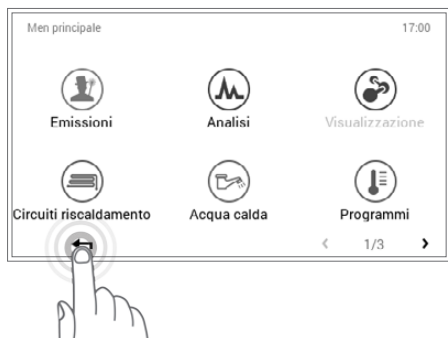 Men principale 17:00
Emissioni Analisi Visualizzazione
Circuiti riscaldamento Acqua calda Programmi
1/3